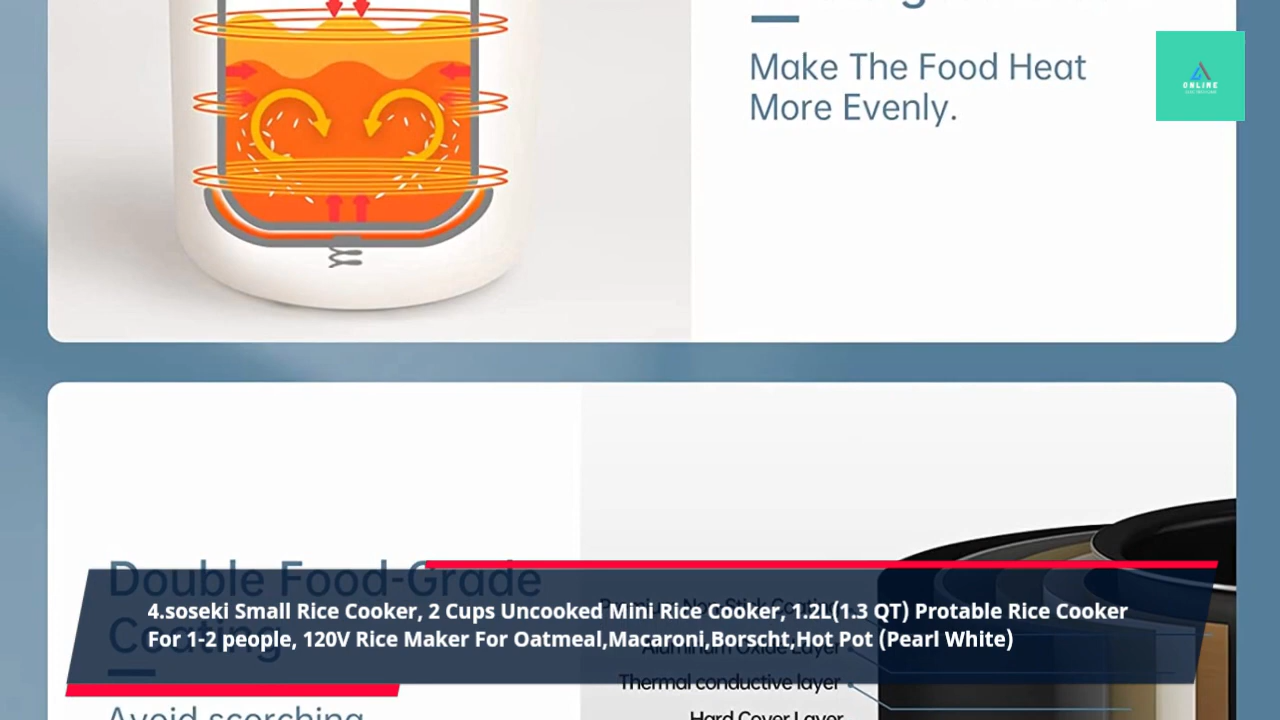 Make The Food Heat
More Evenly.
ONLINE
Double Food-Grade
Coating
4.soseki Small Rice Cooker, 2 Cups Uncooked Mini Rice Cooker, 1.2L(1.3 QT) Protable Rice Cooker
For 1-2 people, 120V Rice Maker For Oatmeal,Macaroni,Borscht,Hot Pot (Pearl White)
Aluminum Oxide Layer
Thermal conductive layer
Hard Cover Layer
Avoid scorching